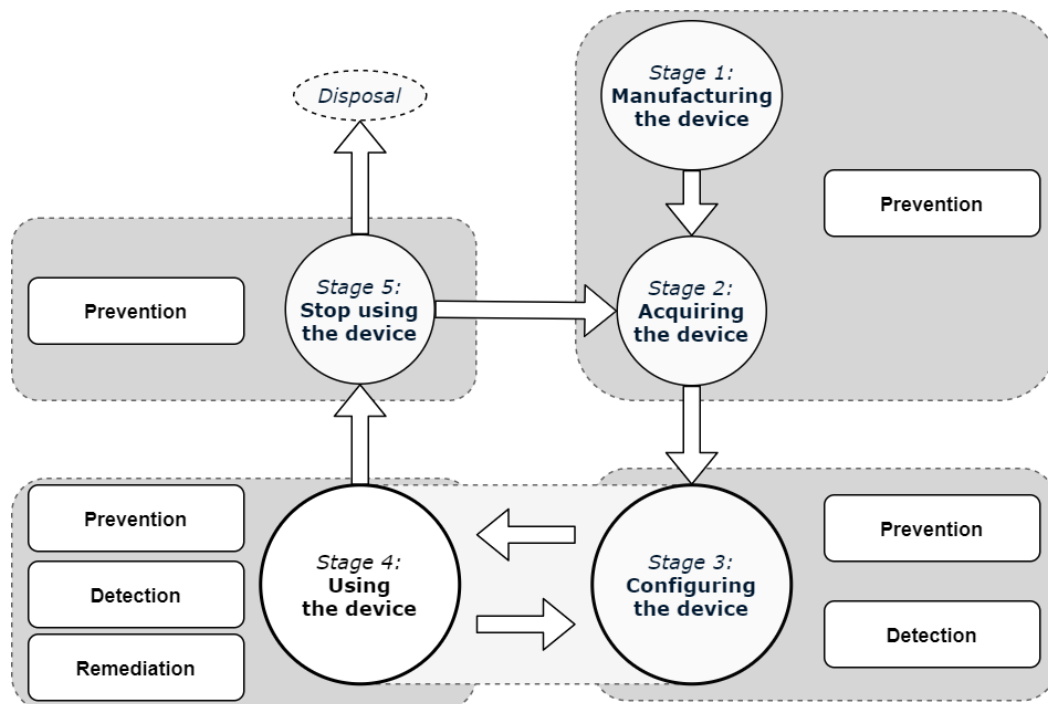 Stage 1:
Manufacturing
the device
Disposal
Prevention
Prevention
Stage 5:
Stop using
the device
Stage 2:
Acquiring
the device
Prevention
Detection
Remediation
Stage 4:
Using
the device
Stage 3:
Configuring
the device
Prevention
Detection